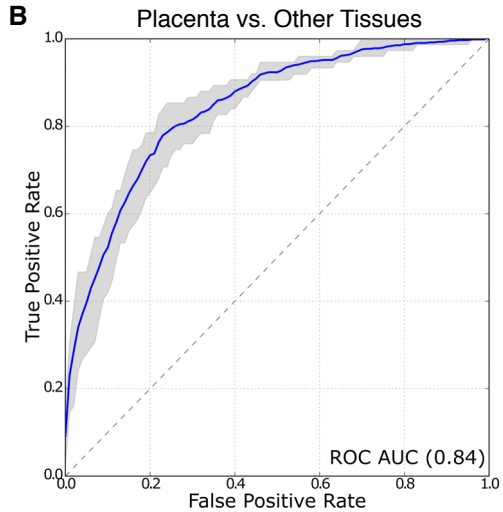 B
Placenta vs. Other Tissues
True Positive Rate
1.0
0.8
0.6
0.4
0.2
0.0
0.0 0.2 0.4 0.6 0.8 1.0
ROC AUC (0.84)
False Positive Rate